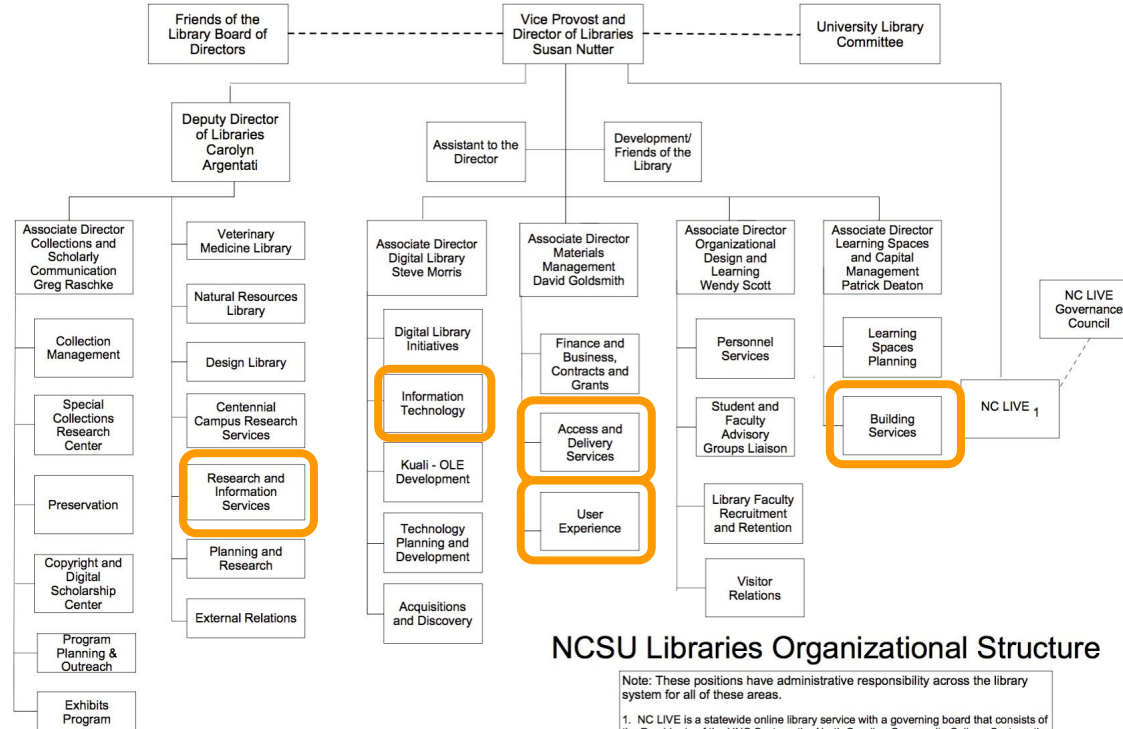 Friends of the
Library Board of
Directors
Vice Provost and
Director of Libraries
Susan Nutter
University Library
Committee
Deputy Director
of Libraries
Carolyn
Argentati
Assistant to the
Director
Development/
Friends of the
Library
Associate Director
Collections and
Scholarly
Communication
Greg Raschke
Collection
Management
Special
Collections
Research
Center
Preservation
Copyright and
Digital
Scholarship
Center
Program
Planning &
Outreach
Exhibits
Program
Veterinary
Medicine Library
Natural Resources
Library
Design Library
Centennial
Campus Research
Services
Research and
Information
Services
Planning and
Research
External Relations
Associate Director
Digital Library
Steve Morris
Digital Library
Initiatives
Information
Technology
Kuali - OLE
Development
Technology
Planning and
Development
Acquisitions
and Discovery
Associate Director
Materials
Management
David Goldsmith
Finance and
Business,
Contracts and
Grants
Access and
Delivery
Services
User
Experience
Associate Director
Organizational
Design and
Learning
Wendy Scott
Personnel
Services
Student and
Faculty
Advisory
Groups Liaison
Library Faculty
Recruitment
and Retention
Visitor
Relations
Associate Director
Learning Spaces
and Capital
Management
Patrick Deaton
Learning
Spaces
Planning
Building
Services
NC LIVE
Governance
Council
NC LIVE 1
NCSU Libraries Organizational Structure
Note: These positions have administrative responsibility across the library
system for all of these areas.
1. NC LIVE is a statewide online library service with a governing board that consists of